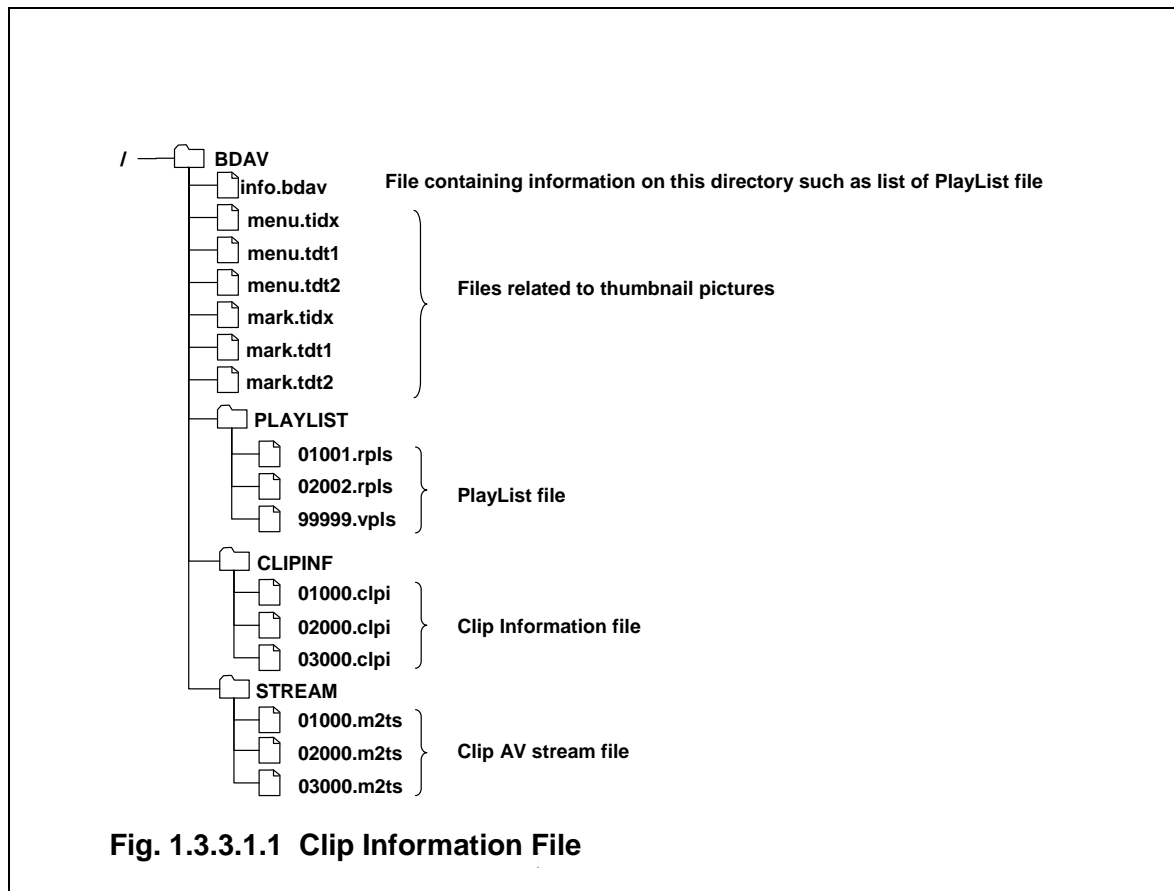 / BDAV
info.bdav File containing information on this directory such as list of PlayList file
menu.tidx
menu.tdt1
menu.tdt2
Files related to thumbnail pictures
mark.tidx
mark.tdt1
mark.tdt2
PLAYLIST
01001.rpls
02002.rpls
PlayList file
99999.vpls
CLIPINF
01000.clpi
02000.clpi
Clip Information file
03000.clpi
STREAM
01000.m2ts
02000.m2ts
Clip AV stream file
03000.m2ts
Fig. 1.3.3.1.1 Clip Information File